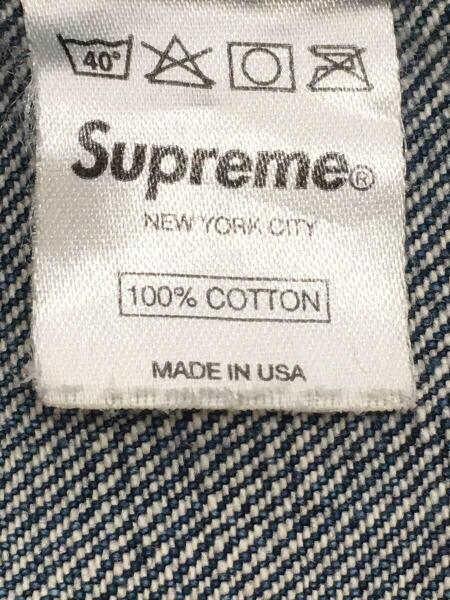 40°
Supreme®
NEW YORK CITY
100% COTTON
MADE IN USA